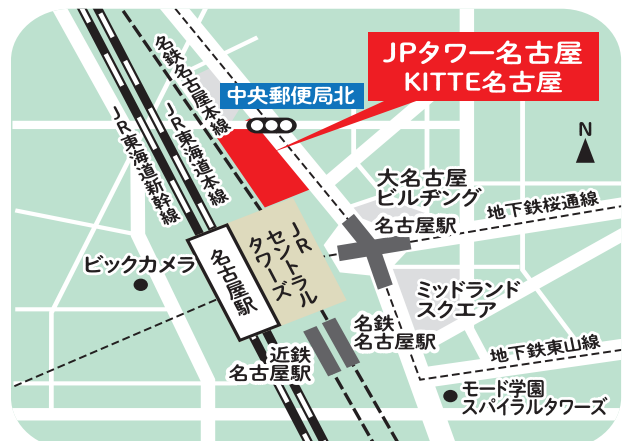 JPタワー名古屋
KITTE名古屋
中央郵便局北
名鉄名古屋本線
JR東海道本線
JR東海道新幹線
N
大名古屋
ビルヂング
名古屋駅
地下鉄桜通線
JR
セントラル
タワーズ
名古屋駅
ビックカメラ
ミッドランド
スクエア
名鉄
名古屋駅
近鉄
名古屋駅
地下鉄東山線
モード学園
スパイラルタワーズ